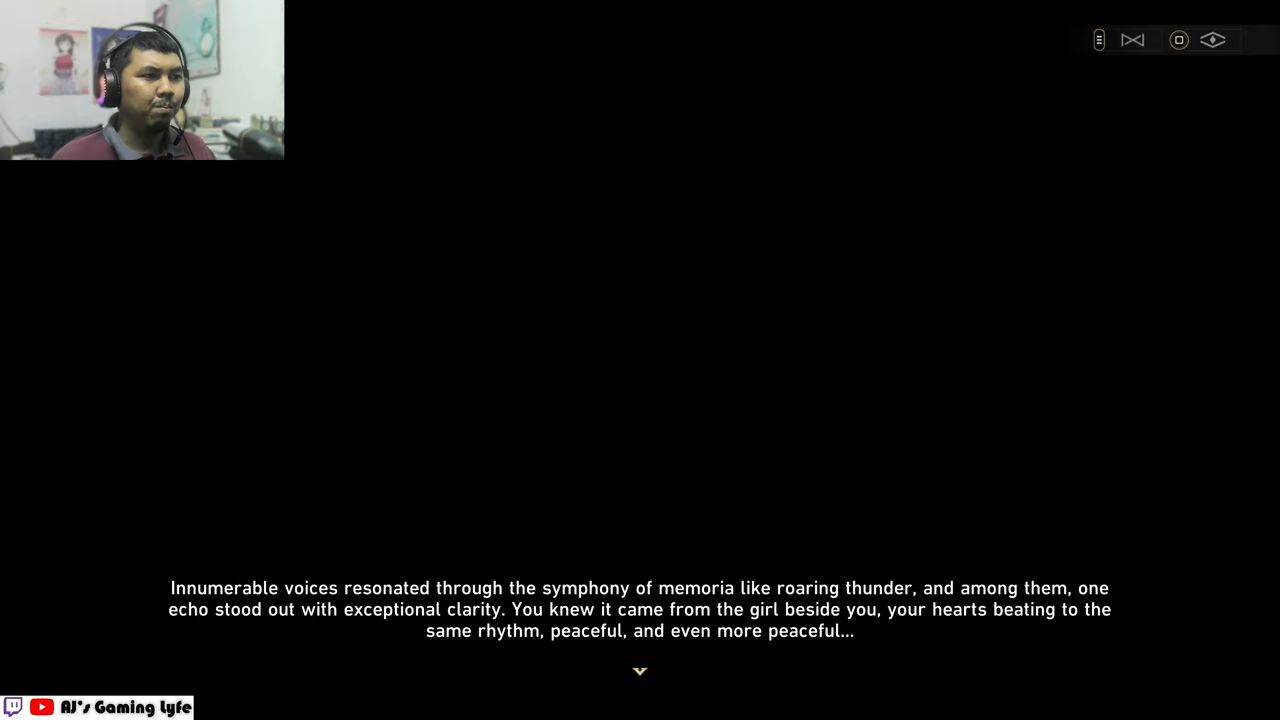 Innumerable voices resonated through the symphony of memoria like roaring thunder, and among them, one
echo stood out with exceptional clarity. You knew it came from the girl beside you, your hearts beating to the
same rhythm, peaceful, and even more peaceful...
AJ's Gaming Lyfe